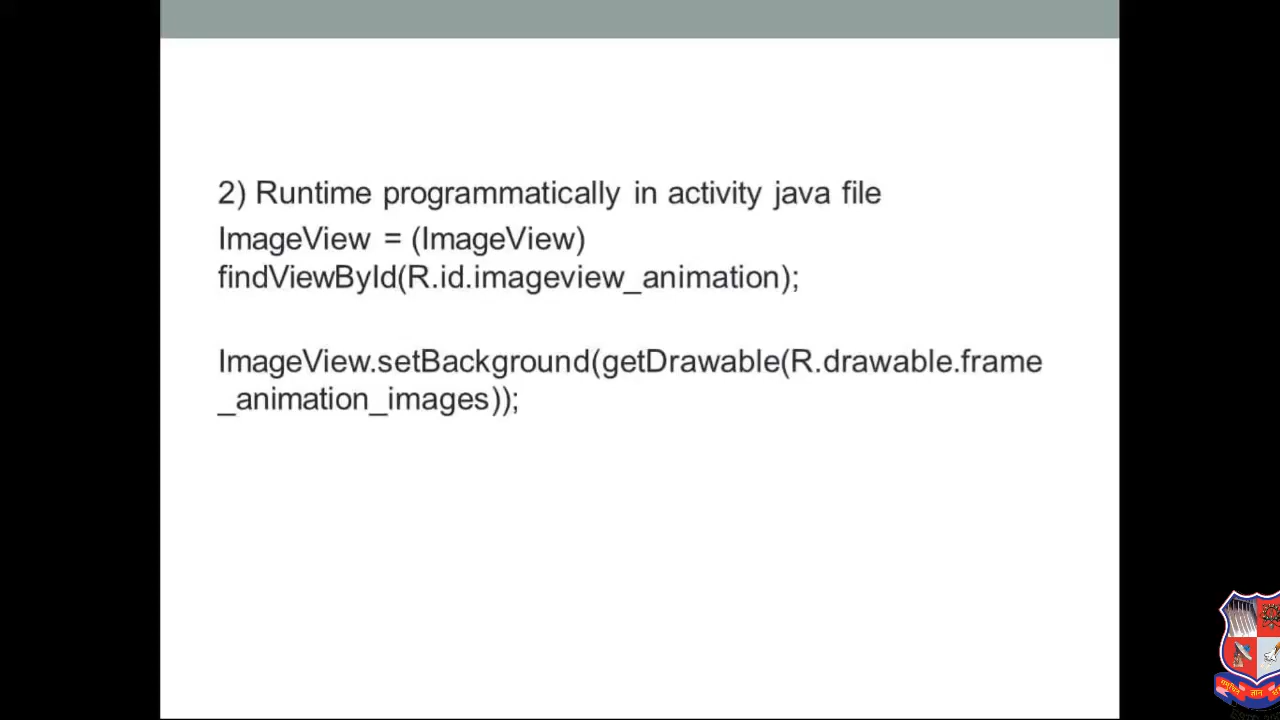 2) Runtime programmatically in activity java file
ImageView = (ImageView)
findViewById(R.id.imageview_animation);
ImageView.setBackground(getDrawable(R.drawable.frame
_animation_images));